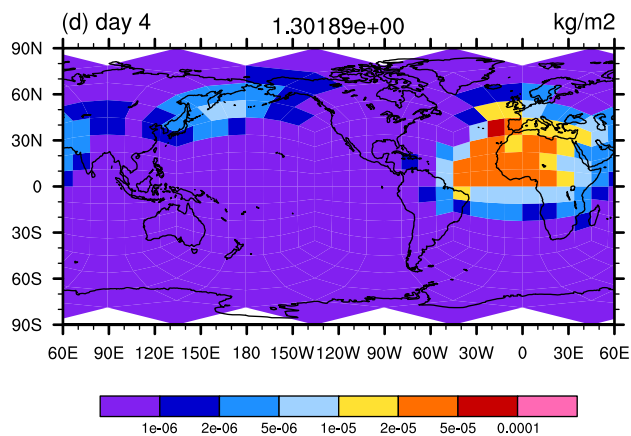 (d) day 4 1.30189e+00 kg/m2
90N
60N
30N
0
30S
60S
90S
60E 90E 120E 150E 180 150W 120W 90W 60W 30W 0 30E 60E
1e-06 2e-06 5e-06 1e-05 2e-05 5e-05 0.0001